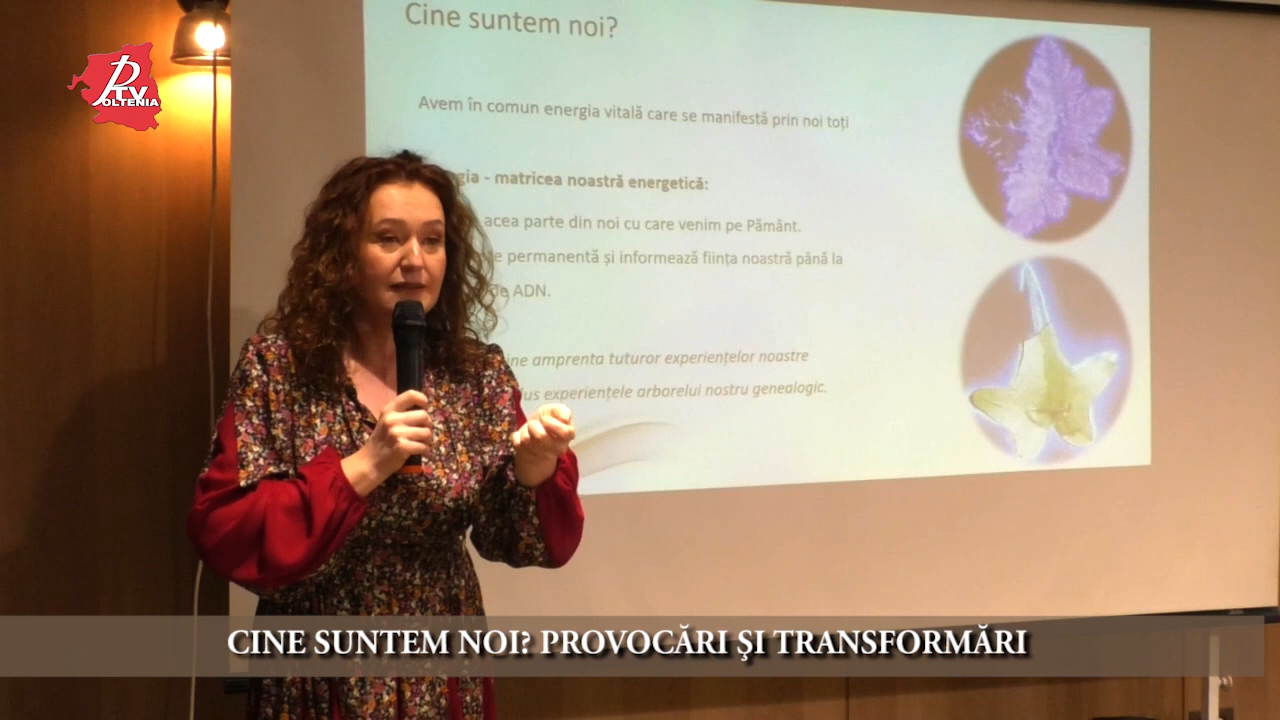 Cine suntem noi?
TV
OLTENIA
Avem în comun energia vitală care se manifestă prin noi toți
- matricea noastră energetică:
acea parte din noi cu care venim pe Pământ.
permanentă și informează ființa noastră până la
de ADN.
amprenta tuturor experiențelor noastre
experiențele arborelui nostru genealogic.
CINE SUNTEM NOI? PROVOCĂRI ŞI TRANSFORMĂRI